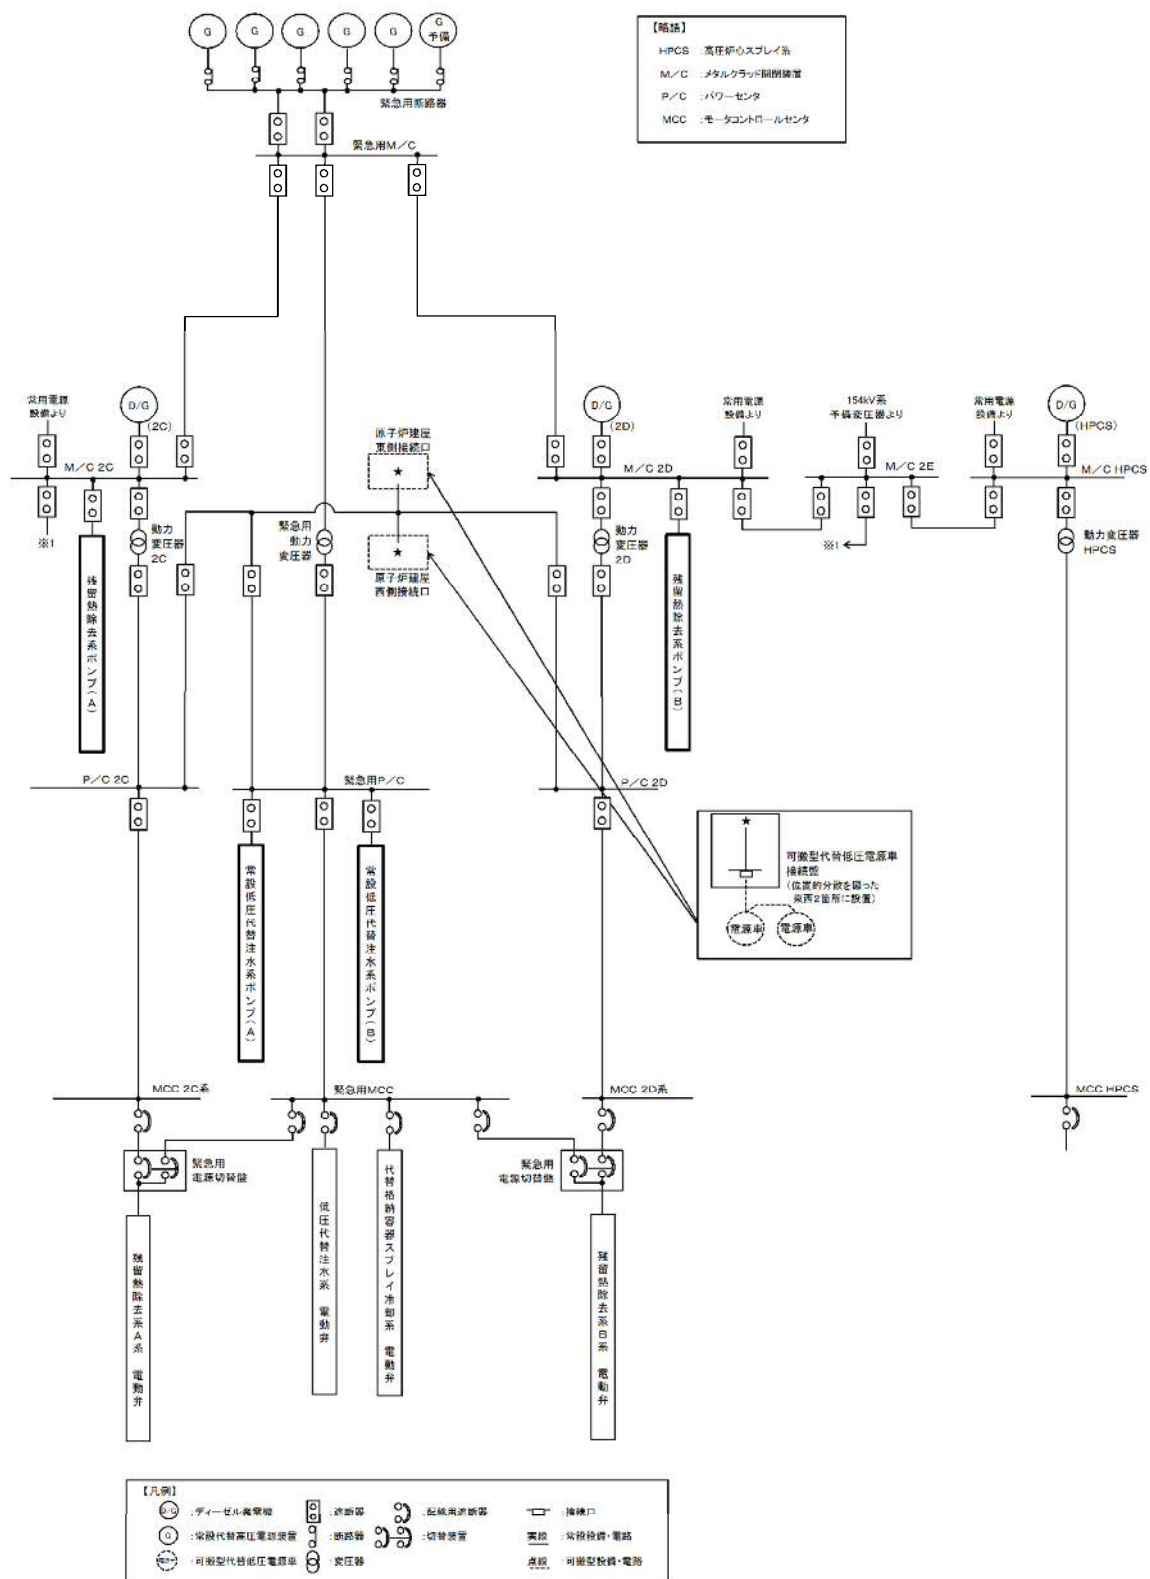 G
G
G
G
G
G
予備
緊急用断路器
緊急用M/C
【略語】
HPCS :高圧炉心スプレイ系
M/C :メタルクラッド開閉装置
P/C :パワーセンタ
MCC :モータコントロールセンタ
常用電源
設備より
D/G
(2C)
M/C 2C
※1
動力
変圧器
2C
残留熱除去系ポンプ(A)
原子炉建屋
東側接続口
★
緊急用
動力
変圧器
★
原子炉建屋
西側接続口
D/G
(2D)
M/C 2D
動力
変圧器
2D
残留熱除去系ポンプ(B)
常用電源
設備より
154kV系
予備変圧器より
M/C 2E
※1
常用電源
設備より
D/G
(HPCS)
M/C HPCS
動力変圧器
HPCS
P/C 2C
緊急用P/C
P/C 2D
常設低圧代替注水系ポンプ(A)
常設低圧代替注水系ポンプ(B)
★
可搬型代替低圧電源車
接続盤
(位置的分散を図った
東西2箇所に設置)
電源車
電源車
MCC 2C系
緊急用MCC
MCC 2D系
MCC HPCS
緊急用
電源切替盤
緊急用
電源切替盤
残留熱除去系A系 電動弁
低圧代替注水系 電動弁
代替格納容器スプレイ冷却系 電動弁
残留熱除去系B系 電動弁
【凡例】
D/G :ディーゼル発電機
:遮断器
:配線用遮断器
:接続口
G :常設代替高圧電源装置
:断路器
:切替装置
実線 :常設設備・電路
:可搬型代替低圧電源車
:変圧器
点線 :可搬型設備・電路